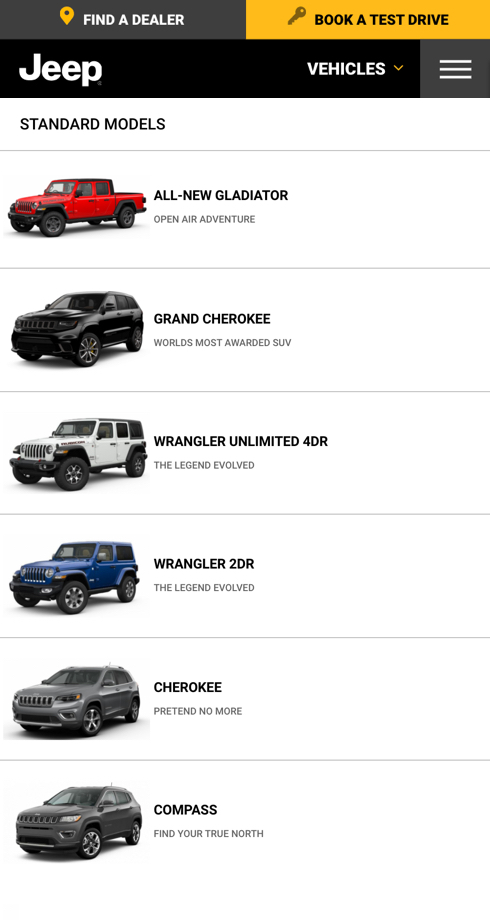 FIND A DEALER
BOOK A TEST DRIVE
Jeep
VEHICLES
STANDARD MODELS
ALL-NEW GLADIATOR
OPEN AIR ADVENTURE
GRAND CHEROKEE
WORLDS MOST AWARDED SUV
WRANGLER UNLIMITED 4DR
THE LEGEND EVOLVED
WRANGLER 2DR
THE LEGEND EVOLVED
CHEROKEE
PRETEND NO MORE
COMPASS
FIND YOUR TRUE NORTH